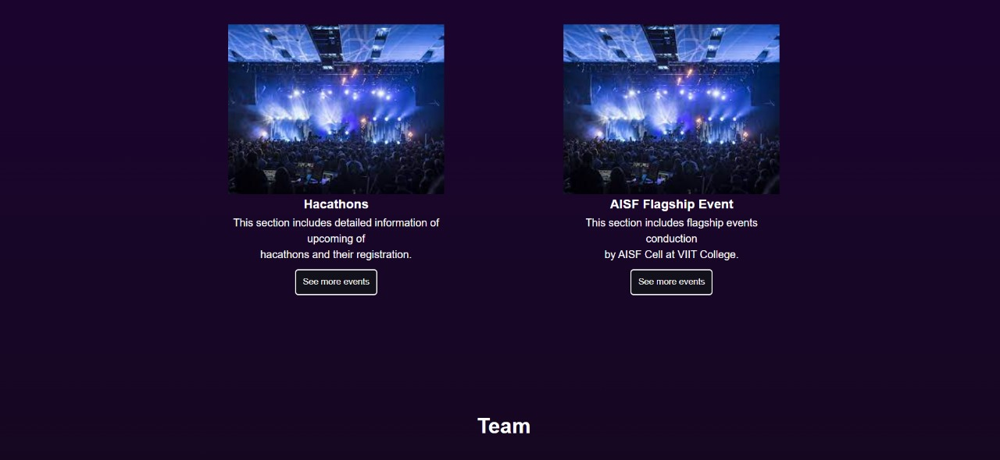 Hacathons
This section includes detailed information of
upcoming of
hacathons and their registration.
See more events
AISF Flagship Event
This section includes flagship events
conduction
by AISF Cell at VIIT College.
See more events
Team